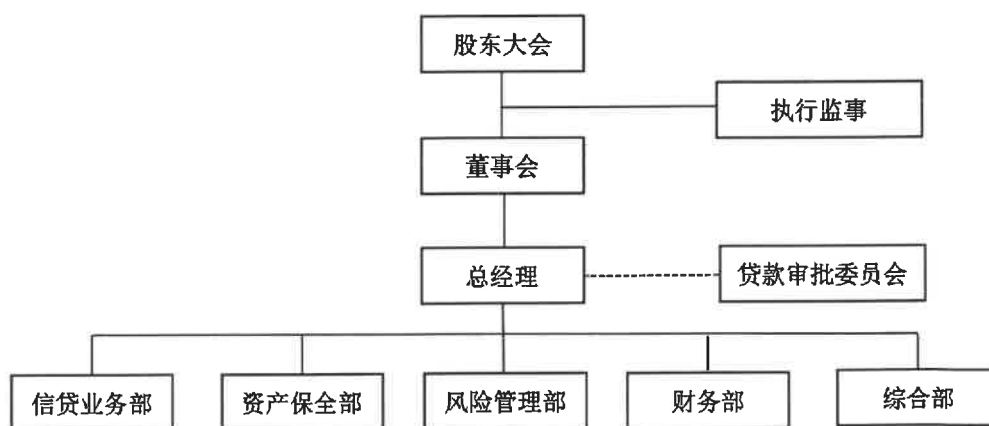 股东大会
执行监事
董事会
总经理
贷款审批委员会
信贷业务部
资产保全部
风险管理部
财务部
综合部